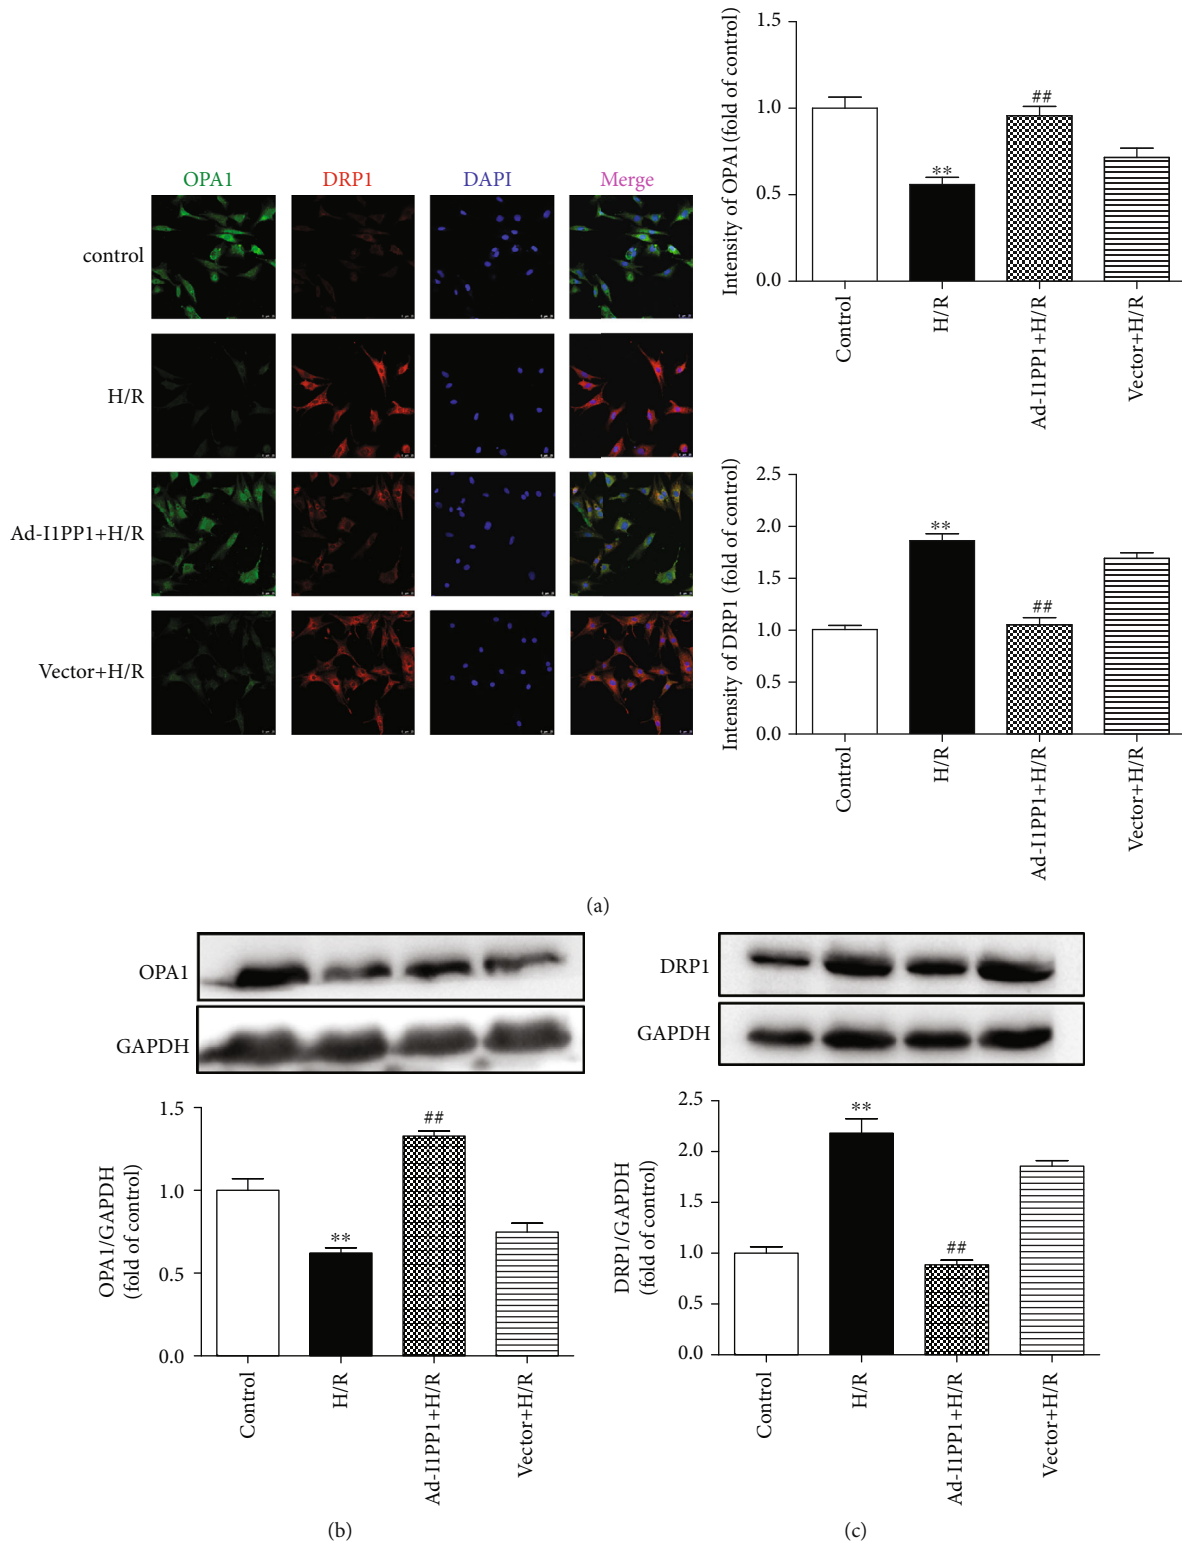 OPA1 DRP1 DAPI Merge
control
H/R
Ad-I1PP1+H/R
Vector+H/R
Intensity of OPA1 (fold of control)
1.5
1.0
0.5
0.0
**
##
Control
H/R
Ad-I1PP1+H/R
Vector+H/R
Intensity of DRP1 (fold of control)
2.5
2.0
1.5
1.0
0.5
0.0
**
##
Control
H/R
Ad-I1PP1+H/R
Vector+H/R
(a)
OPA1
GAPDH
OPA1/GAPDH
(fold of control)
1.5
1.0
0.5
0.0
**
##
Control
H/R
Ad-I1PP1+H/R
Vector+H/R
(b)
DRP1
GAPDH
DRP1/GAPDH
(fold of control)
2.5
2.0
1.5
1.0
0.5
0.0
**
##
Control
H/R
Ad-I1PP1+H/R
Vector+H/R
(c)